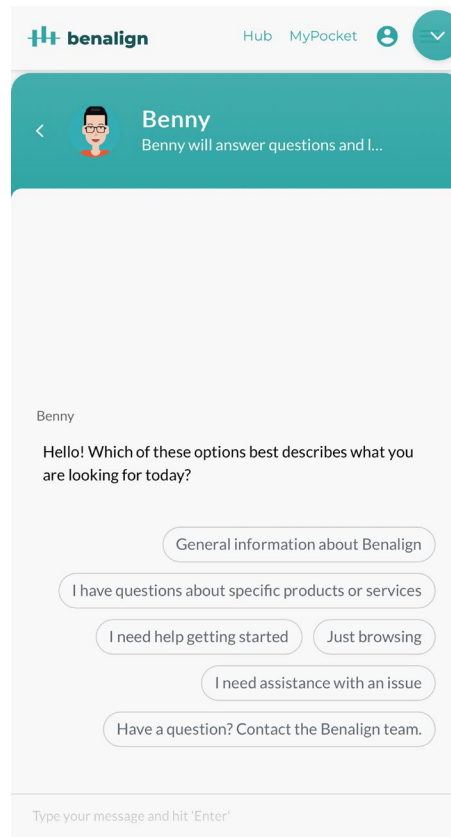 benalign
Hub MyPocket
Benny
Benny will answer questions and l...
Benny
Hello! Which of these options best describes what you
are looking for today?
General information about Benalign
I have questions about specific products or services
I need help getting started
Just browsing
I need assistance with an issue
Have a question? Contact the Benalign team.
Type your message and hit 'Enter'